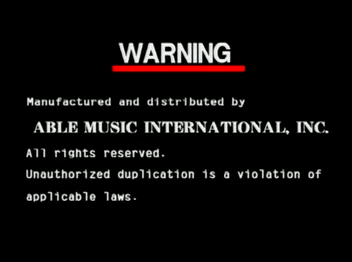 WARNING
Manufactured and distributed by
ABLE MUSIC INTERNATIONAL, INC.
All rights reserved.
Unauthorized duplication is a violation of
applicable laws.